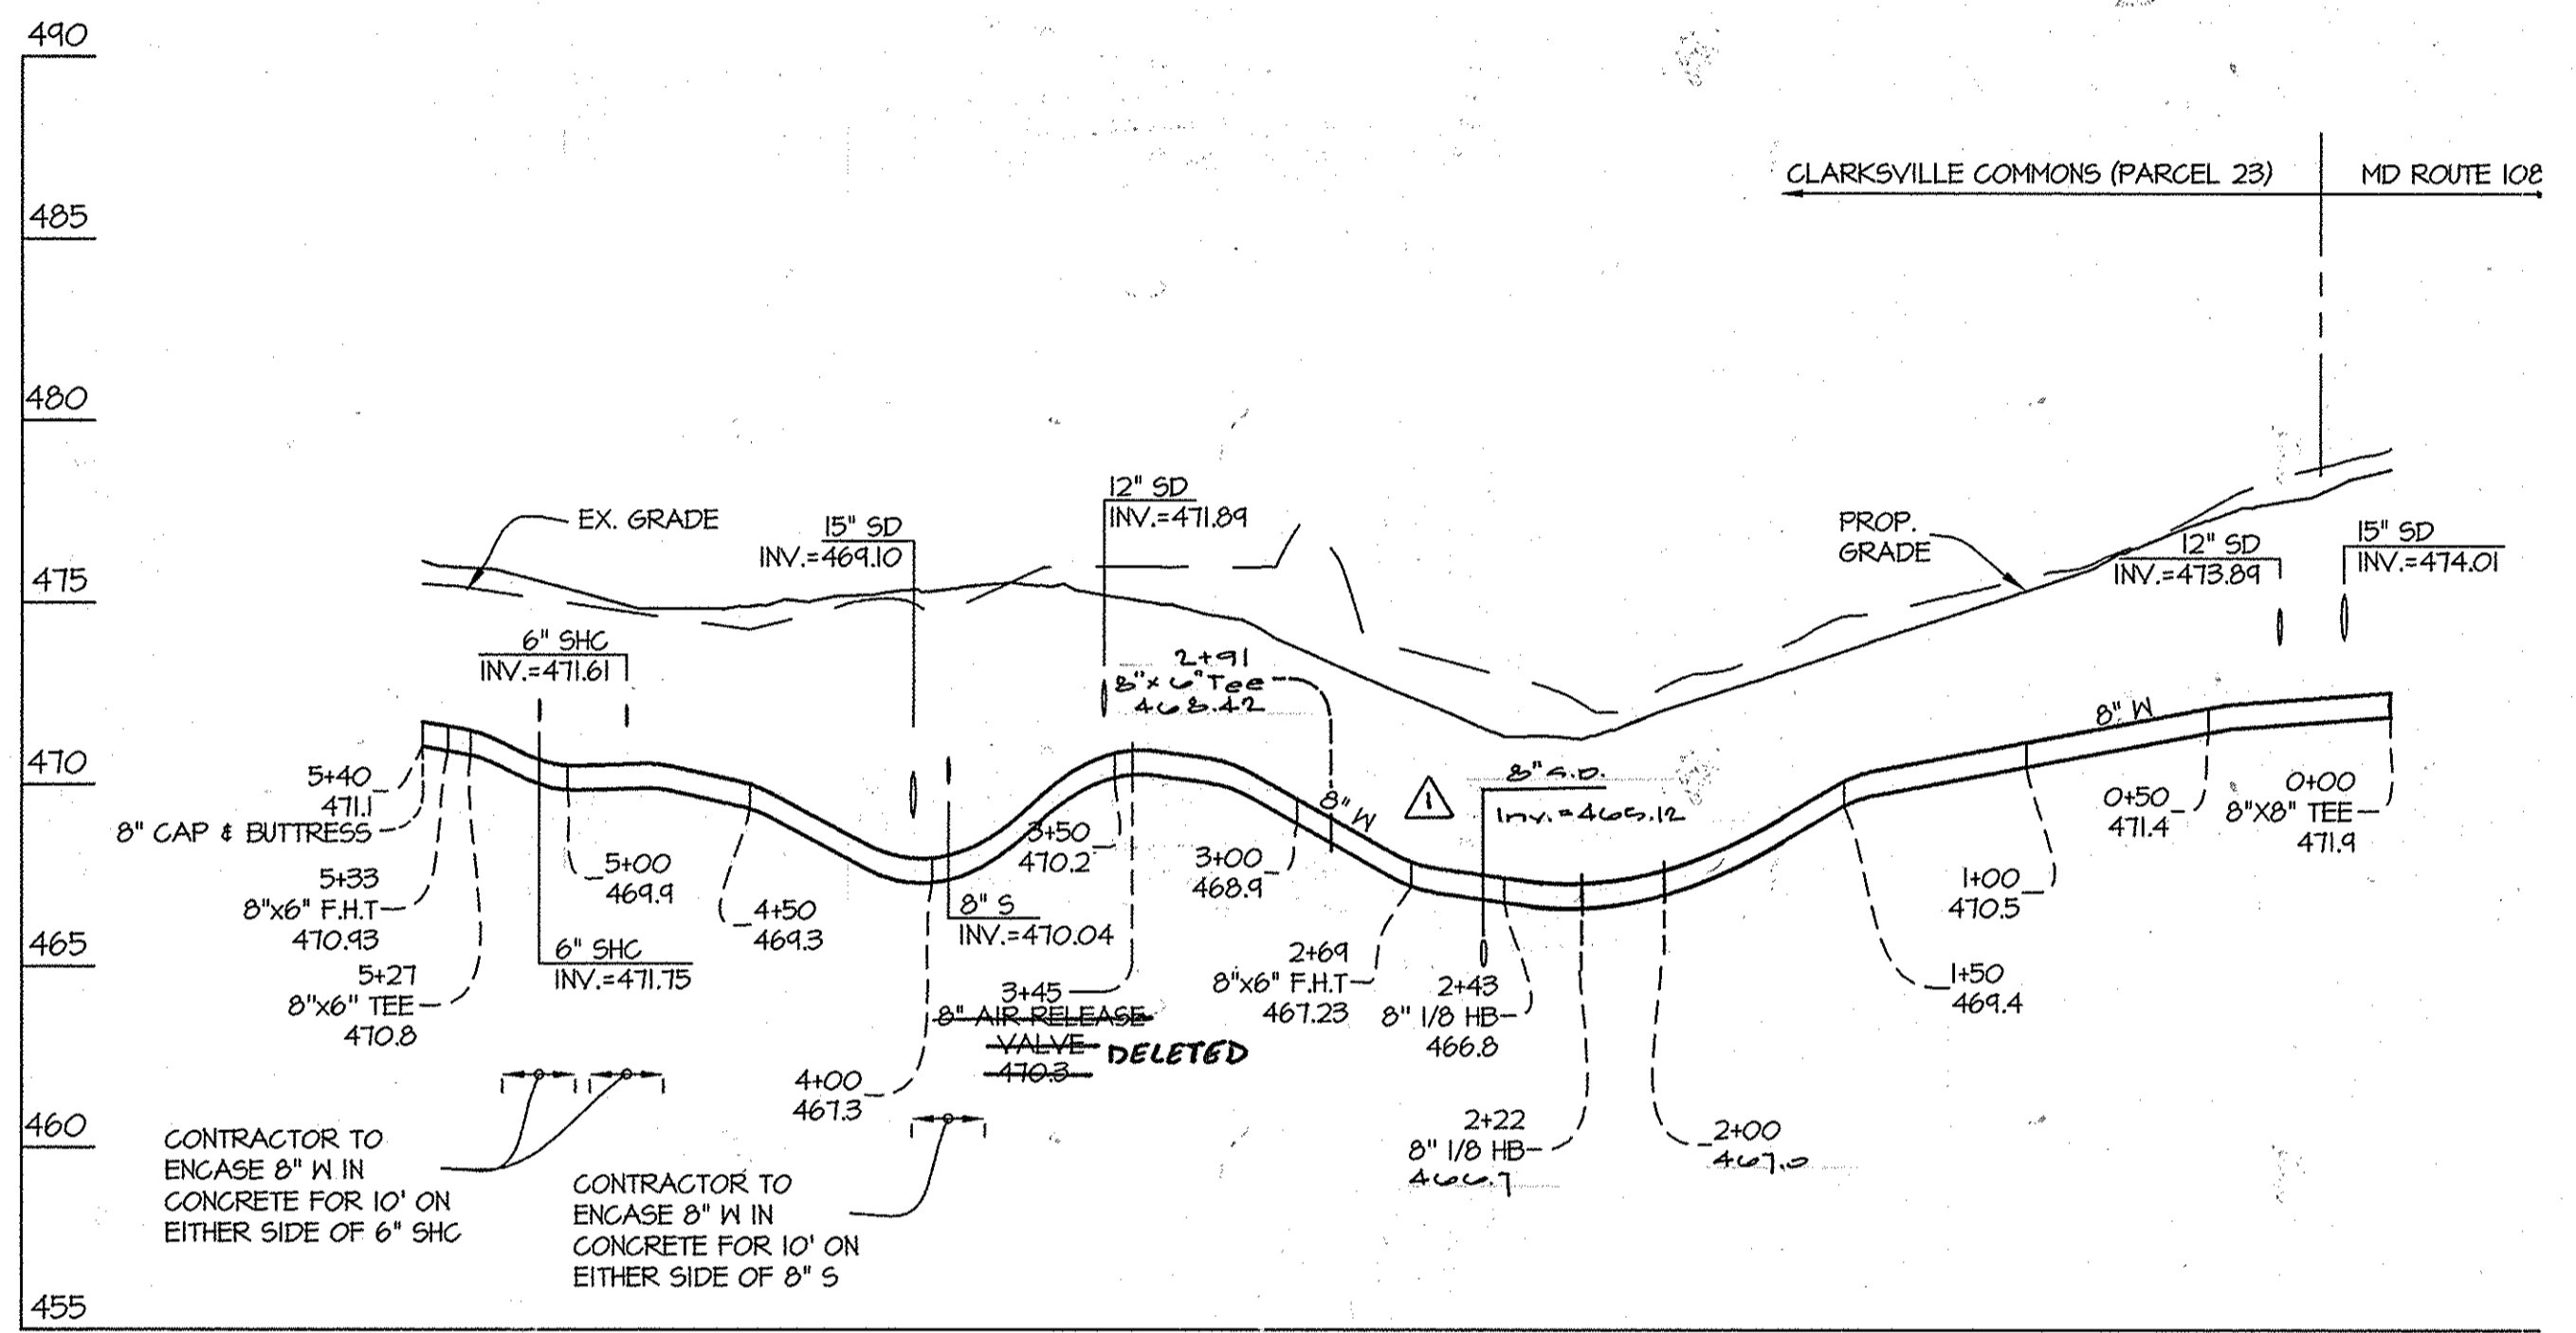 490
485
480
475
470
465
460
455
CLARKSVILLE COMMONS (PARCEL 23)
MD ROUTE 108
EX. GRADE
15" SD
INV.=469.10
12" SD
INV.=471.89
PROP.
GRADE
12" SD
INV.=473.89
15" SD
INV.=474.01
6" SHC
INV.=471.61
2+91
8"x 6" Tee
468.42
8" W
8" W
1
8" S.D.
Inv.=465.12
5+40
471.1
8" CAP & BUTTRESS
5+33
8"x6" F.H.T
470.93
5+27
8"x6" TEE
470.8
5+00
469.9
6" SHC
INV.=471.75
4+50
469.3
4+00
467.3
8" S
INV.=470.04
3+50
470.2
3+45
8" AIR RELEASE
VALVE
470.3
DELETED
3+00
468.9
2+69
8"x6" F.H.T
467.23
2+43
8" 1/8 HB
466.8
2+22
8" 1/8 HB
466.7
2+00
467.0
1+50
469.4
1+00
470.5
0+50
471.4
0+00
8"X8" TEE
471.9
CONTRACTOR TO
ENCASE 8" W IN
CONCRETE FOR 10' ON
EITHER SIDE OF 6" SHC
CONTRACTOR TO
ENCASE 8" W IN
CONCRETE FOR 10' ON
EITHER SIDE OF 8" S